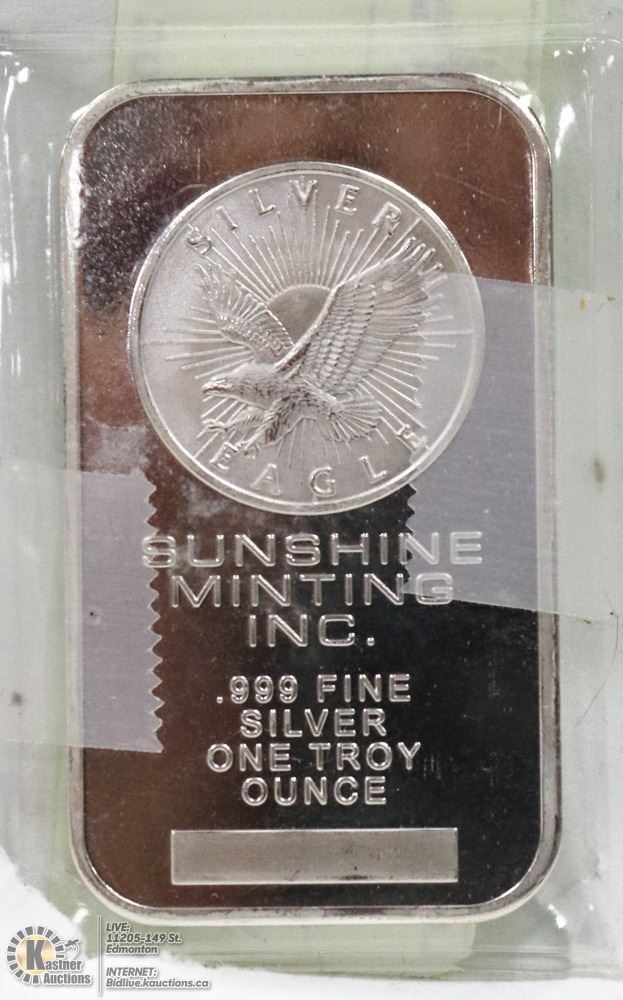 SILVER
EAGLE
SUNSHINE
MINTING
INC.
.999 FINE
SILVER
ONE TROY
OUNCE
Kastner
Auctions
LIVE:
11205-149 St.
Edmonton
INTERNET:
Bidlive.kauctions.ca